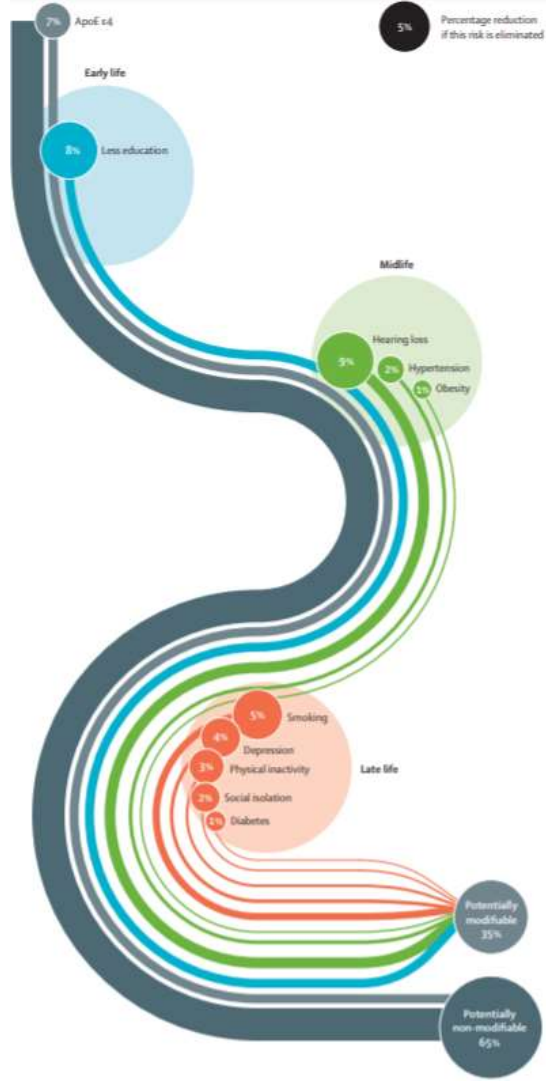 7%
ApoE ε4
5%
Percentage reduction
if this risk is eliminated
Early life
8%
Less education
Midlife
Hearing loss
9%
2%
Hypertension
1%
Obesity
5%
Smoking
4%
Depression
3%
Physical inactivity
Late life
2%
Social isolation
1%
Diabetes
Potentially
modifiable
35%
Potentially
non-modifiable
65%